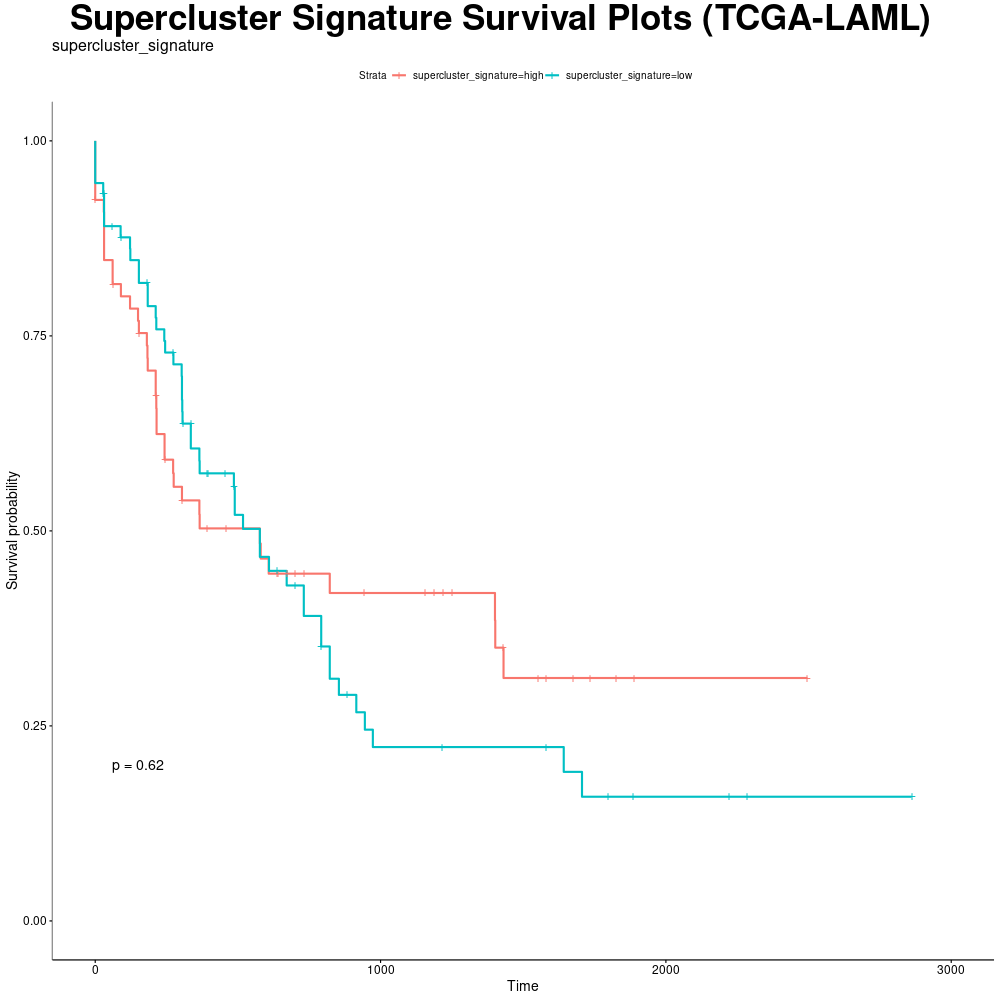 Supercluster Signature Survival Plots (TCGA-LAML)
supercluster_signature
Strata supercluster_signature=high supercluster_signature=low
1.00
0.75
0.50
0.25
0.00
Survival probability
p = 0.62
0 1000 2000 3000
Time